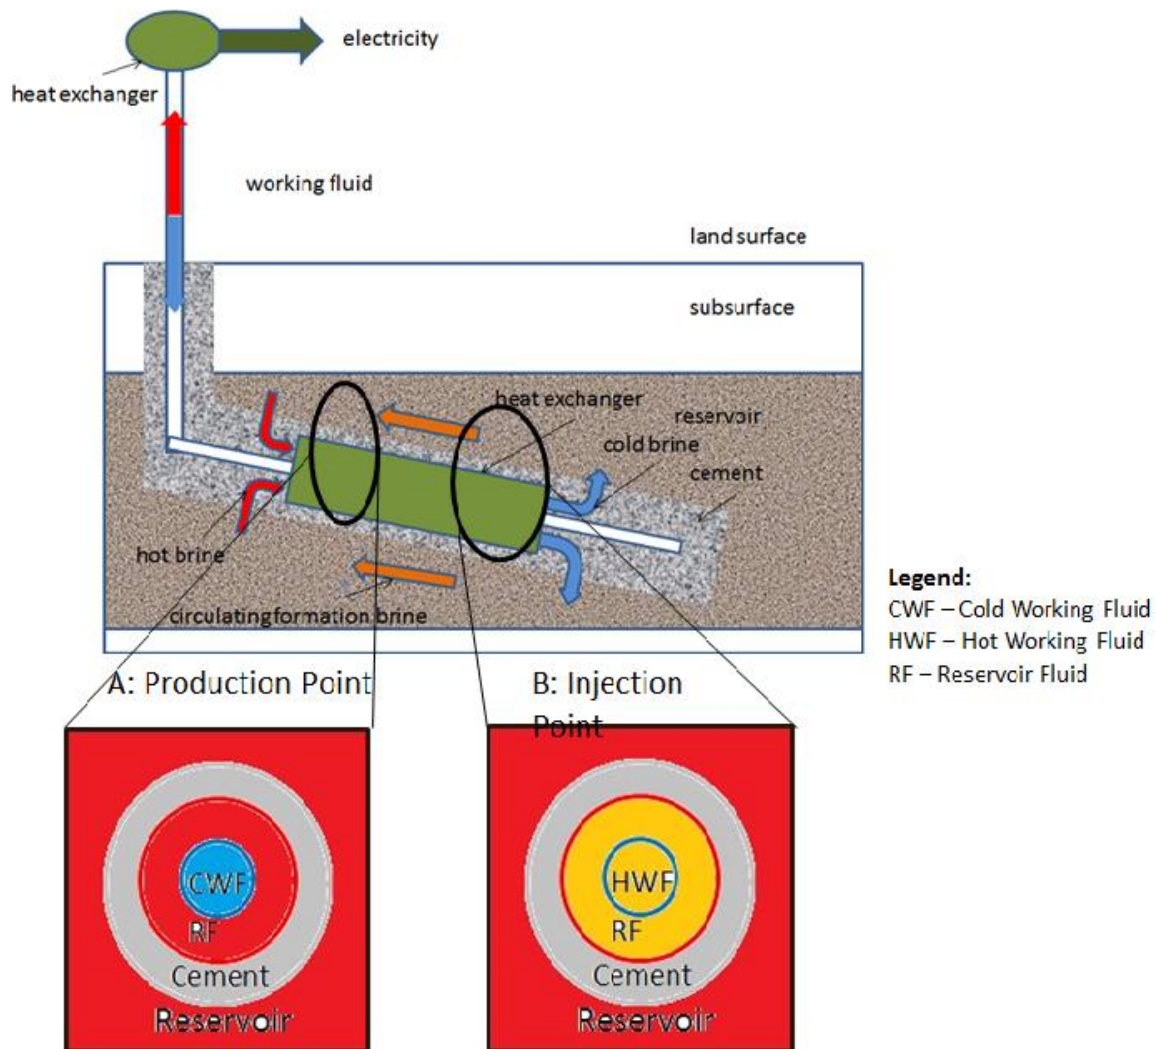 electricity
heat exchanger
working fluid
land surface
subsurface
heat exchanger
reservoir
cold brine
cement
hot brine
circulating formation brine
Legend:
CWF – Cold Working Fluid
HWF – Hot Working Fluid
RF – Reservoir Fluid
A: Production Point
B: Injection
Point
CWF
RF
Cement
Reservoir
HWF
RF
Cement
Reservoir